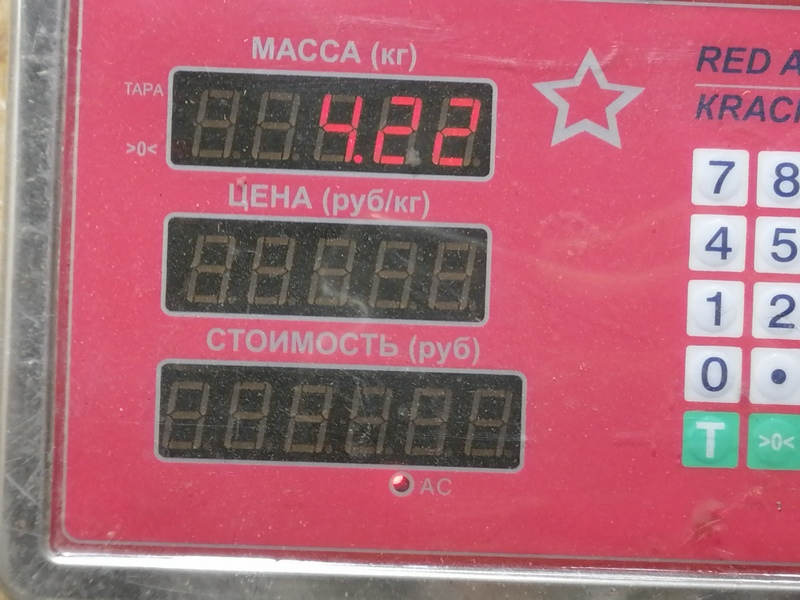 МАССА (кг)
ТАРА
>0<
4.22
ЦЕНА (руб/кг)
СТОИМОСТЬ (руб)
AC
RED
7 8
4 5
1 2
0 •
T >0<